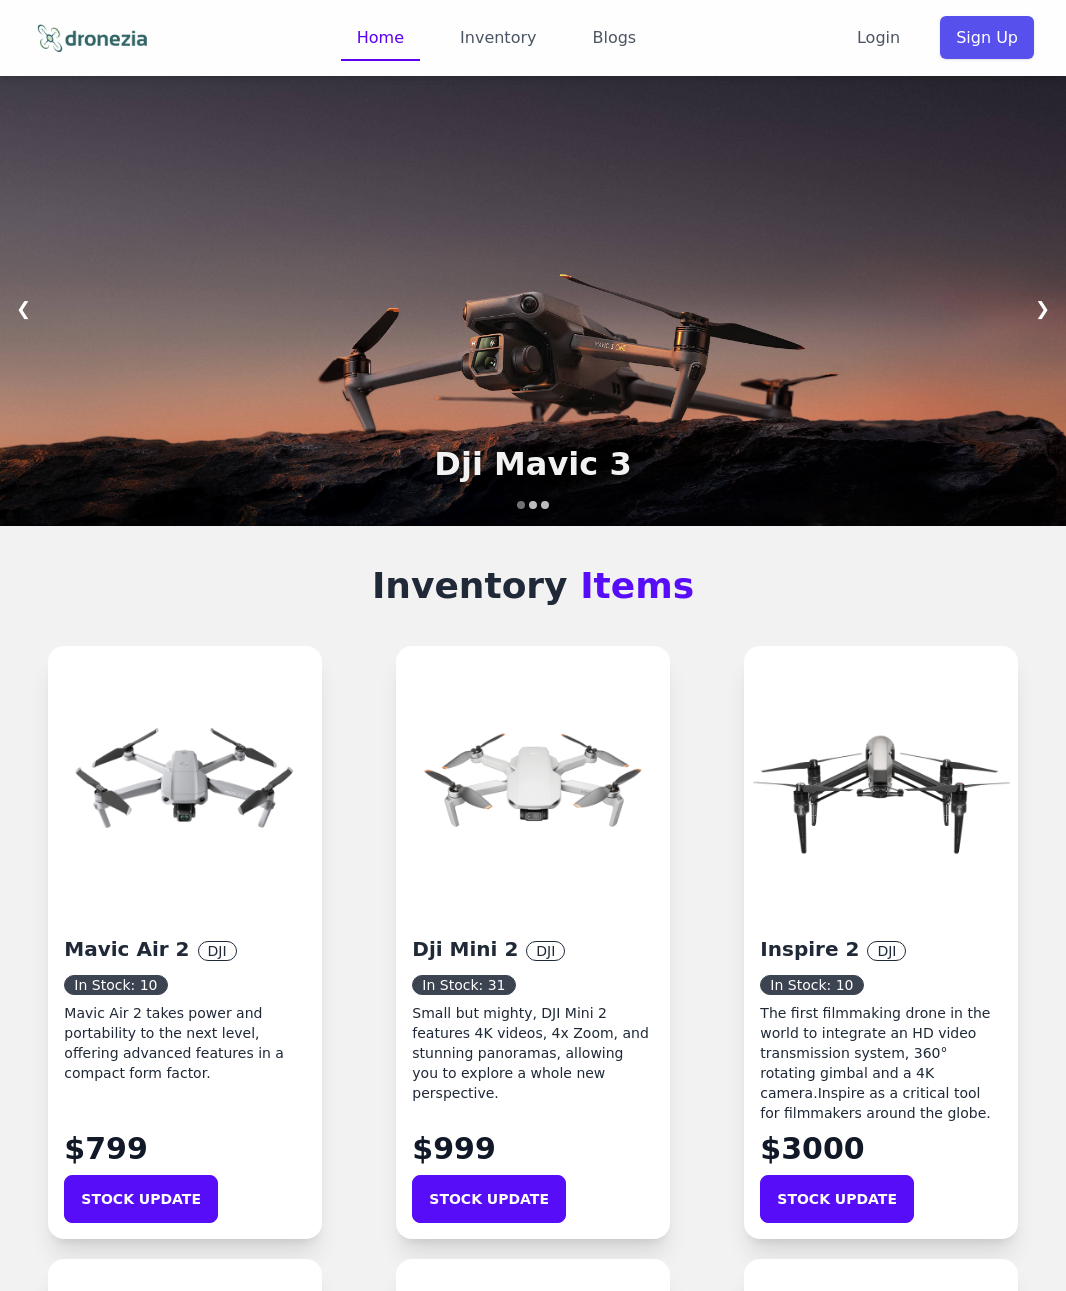 dronezia
Home
Inventory
Blogs
Login
Sign Up
❮
❯
Dji Mavic 3
Inventory Items
Mavic Air 2 DJI
In Stock: 10
Mavic Air 2 takes power and
portability to the next level,
offering advanced features in a
compact form factor.
$799
STOCK UPDATE
Dji Mini 2 DJI
In Stock: 31
Small but mighty, DJI Mini 2
features 4K videos, 4x Zoom, and
stunning panoramas, allowing
you to explore a whole new
perspective.
$999
STOCK UPDATE
Inspire 2 DJI
In Stock: 10
The first filmmaking drone in the
world to integrate an HD video
transmission system, 360°
rotating gimbal and a 4K
camera.Inspire as a critical tool
for filmmakers around the globe.
$3000
STOCK UPDATE